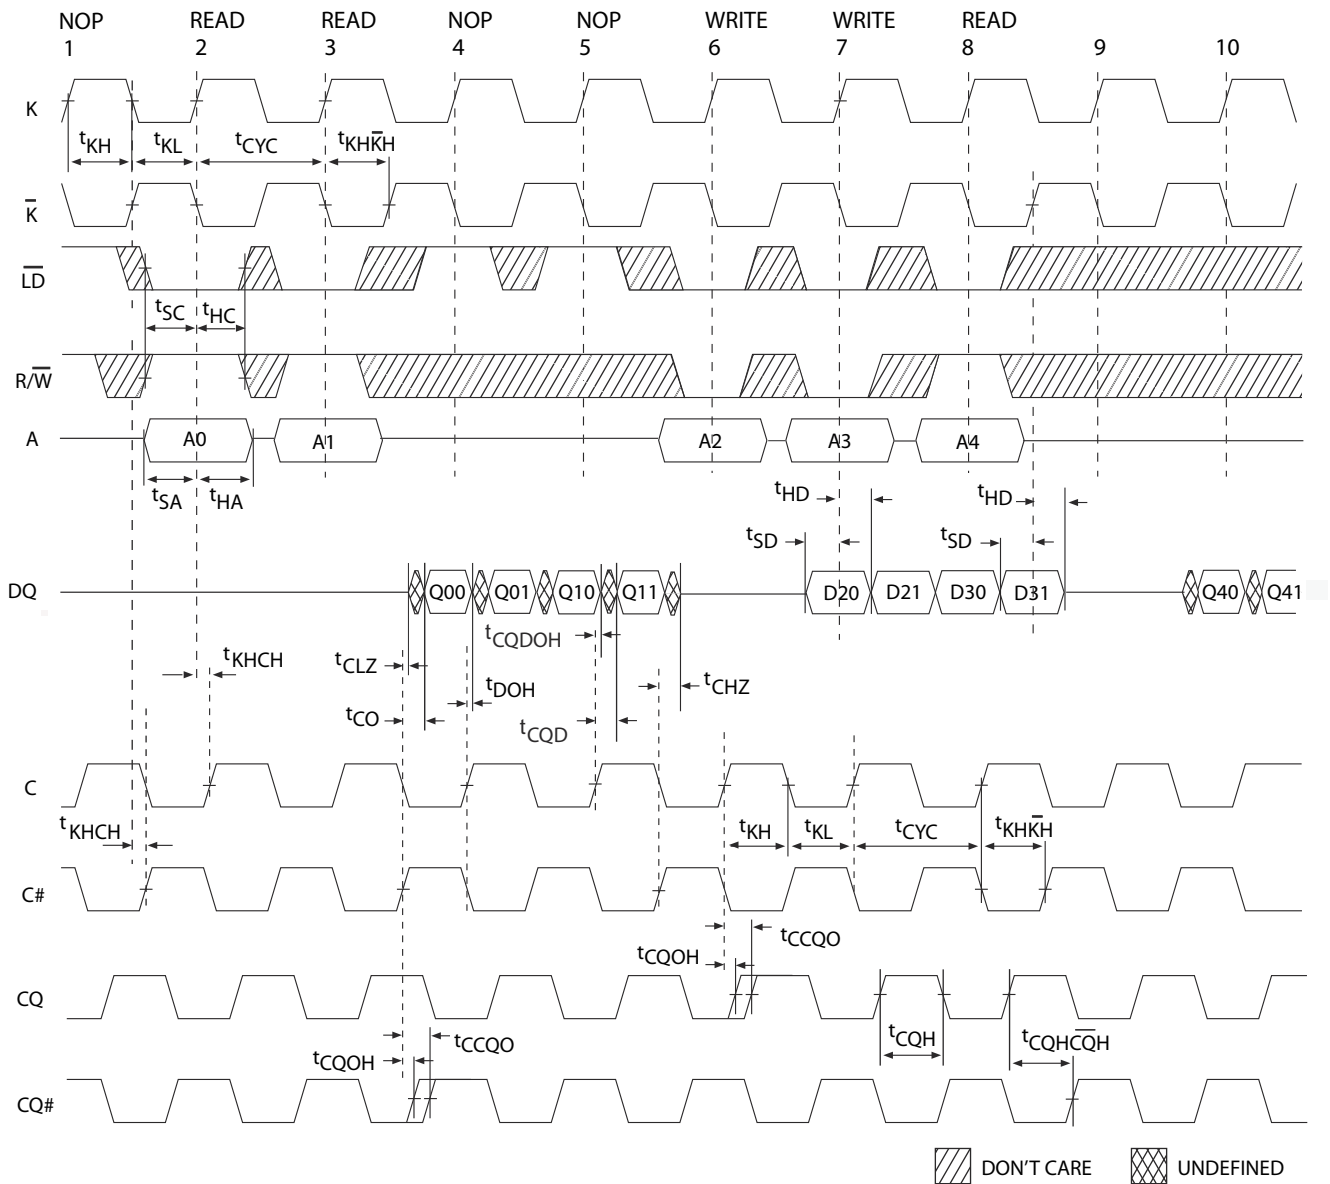 NOP READ READ NOP NOP WRITE WRITE READ
1 2 3 4 5 6 7 8 9 10
K
tKH tKL tCYC tKHK̅H
K̅
L̅D̅
tSC tHC
R/W̅
A A0 A1 A2 A3 A4
tSA tHA tHD tHD
tSD tSD
DQ Q00 Q01 Q10 Q11 D20 D21 D30 D31 Q40 Q41
tCQDOH
tKHCH tCLZ tDOH tCHZ
tCO tCQD
C
tKHCH tKH tKL tCYC tKHK̅H
C#
tCCQO
tCQOH
CQ
tCCQO tCQH tCQHC̅Q̅H
tCQOH
CQ#
DON'T CARE UNDEFINED